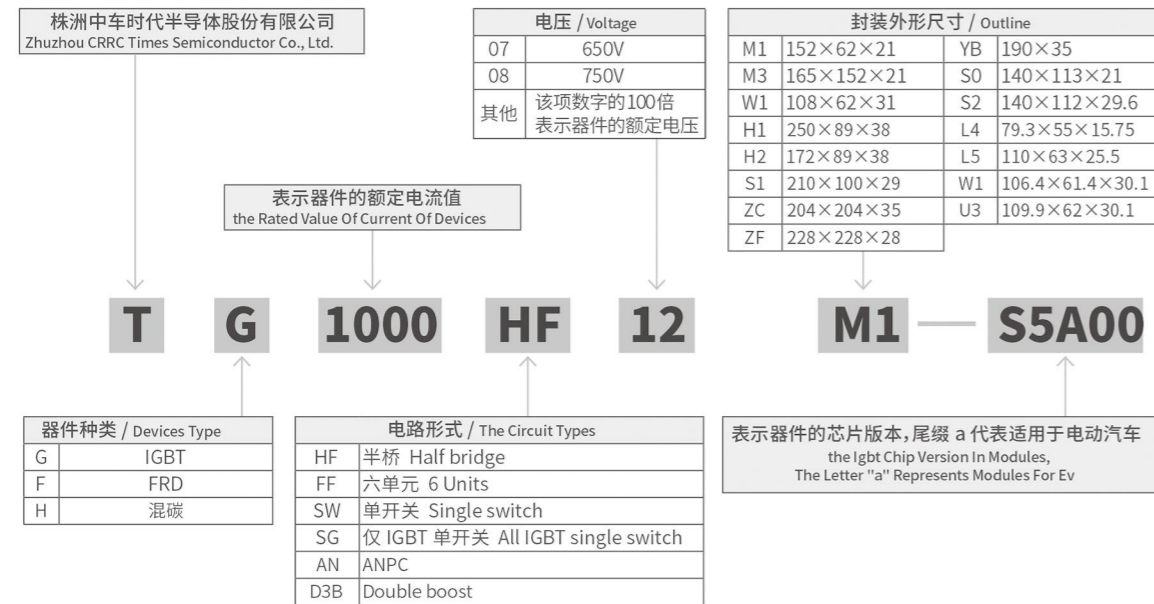 株洲中车时代半导体股份有限公司
Zhuzhou CRRC Times Semiconductor Co., Ltd.
电压 / Voltage
07 650V
08 750V
其他 该项数字的100倍
表示器件的额定电压
封装外形尺寸 / Outline
M1 152×62×21 YB 190×35
M3 165×152×21 S0 140×113×21
W1 108×62×31 S2 140×112×29.6
H1 250×89×38 L4 79.3×55×15.75
H2 172×89×38 L5 110×63×25.5
S1 210×100×29 W1 106.4×61.4×30.1
ZC 204×204×35 U3 109.9×62×30.1
ZF 228×228×28
表示器件的额定电流值
the Rated Value Of Current Of Devices
T G 1000 HF 12 M1 — S5A00
器件种类 / Devices Type
G IGBT
F FRD
H 混碳
电路形式 / The Circuit Types
HF 半桥 Half bridge
FF 六单元 6 Units
SW 单开关 Single switch
SG 仅 IGBT 单开关 All IGBT single switch
AN ANPC
D3B Double boost
表示器件的芯片版本,尾缀 a 代表适用于电动汽车
the Igbt Chip Version In Modules,
The Letter "a" Represents Modules For Ev